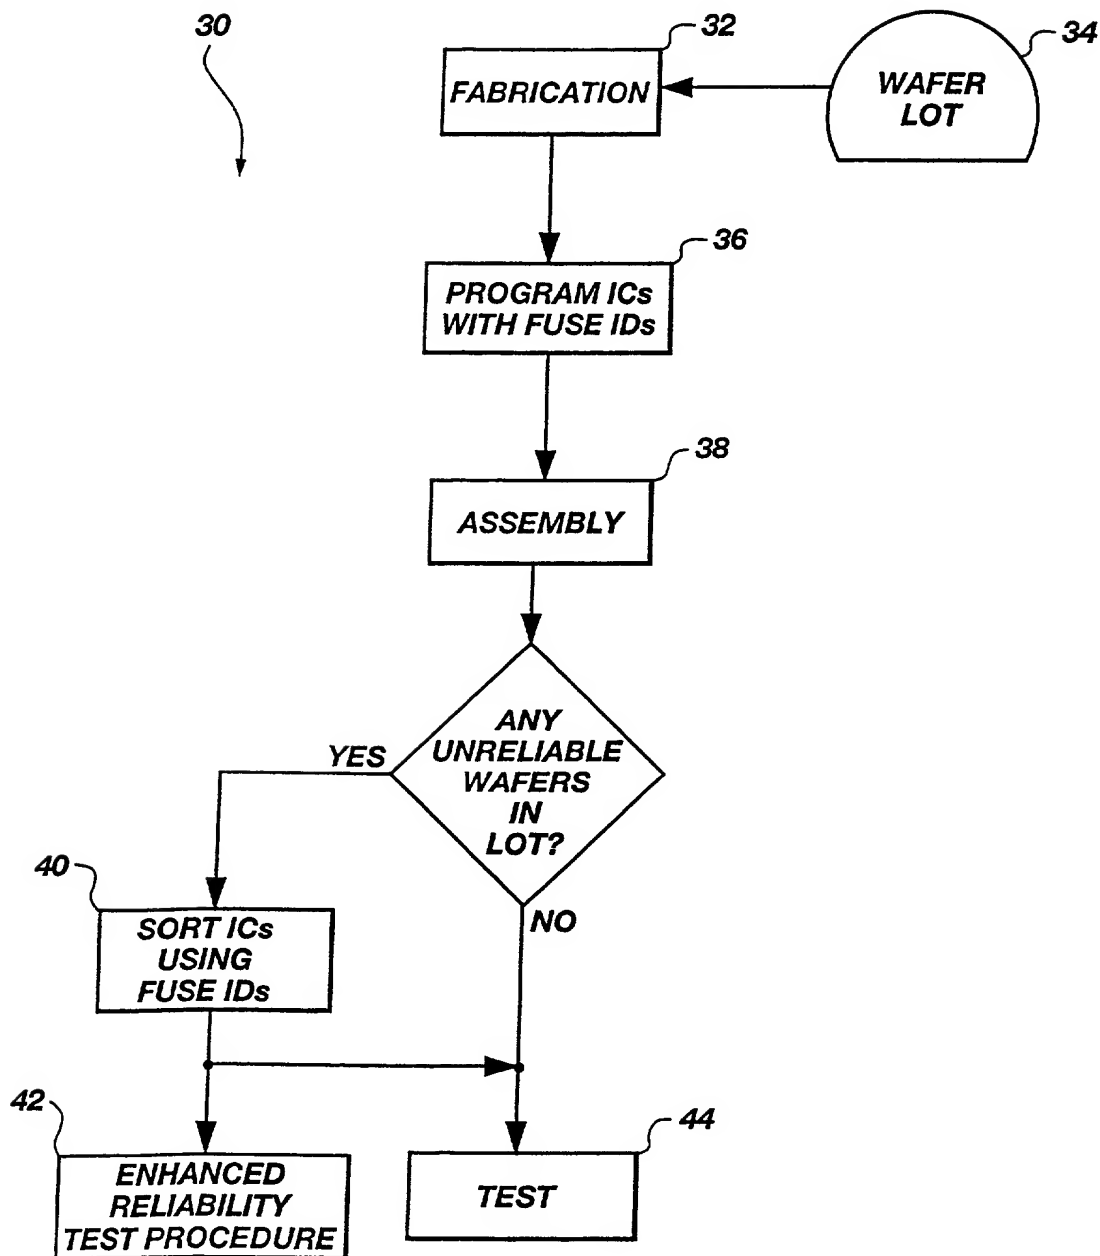 30
32
34
FABRICATION
WAFER
LOT
36
PROGRAM ICs
WITH FUSE IDs
38
ASSEMBLY
ANY
UNRELIABLE
WAFERS
IN
LOT?
YES
NO
40
SORT ICs
USING
FUSE IDs
42
ENHANCED
RELIABILITY
TEST PROCEDURE
44
TEST